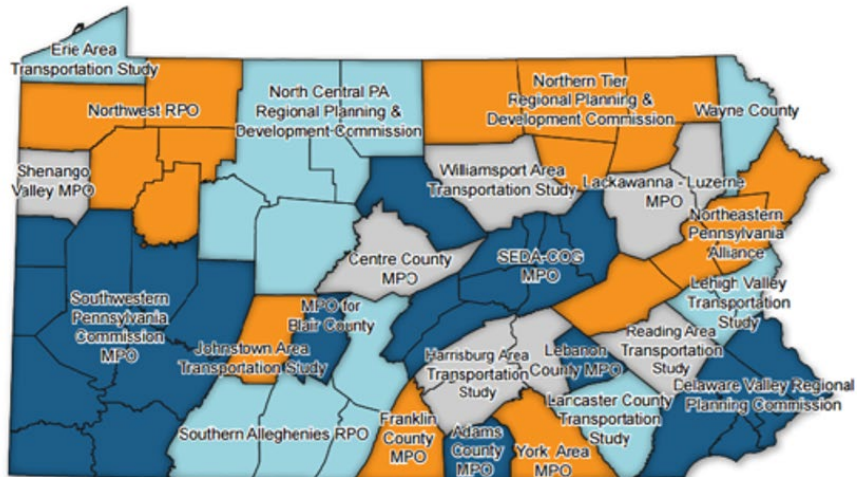 Erie Area
Transportation Study
Northwest RPO
North Central PA
Regional Planning &
Development Commission
Northern Tier
Regional Planning &
Development Commission
Wayne County
Shenango
Valley MPO
Williamsport Area
Transportation Study
Lackawanna - Luzerne
MPO
Northeastern
Pennsylvania
Alliance
Centre County
MPO
SEDA-COG
MPO
Lehigh Valley
Transportation
Study
Southwestern
Pennsylvania
Commission
MPO
MPO for
Blair County
Johnstown Area
Transportation Study
Harrisburg Area
Transportation
Study
Lebanon
County MPO
Reading Area
Transportation
Study
Delaware Valley Regional
Planning Commission
Lancaster County
Transportation
Study
Southern Alleghenies RPO
Franklin
County
MPO
Adams
County
MPO
York Area
MPO